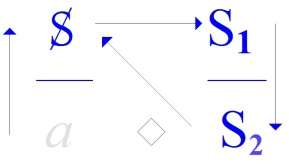 $ S₁
a ◇ S₂